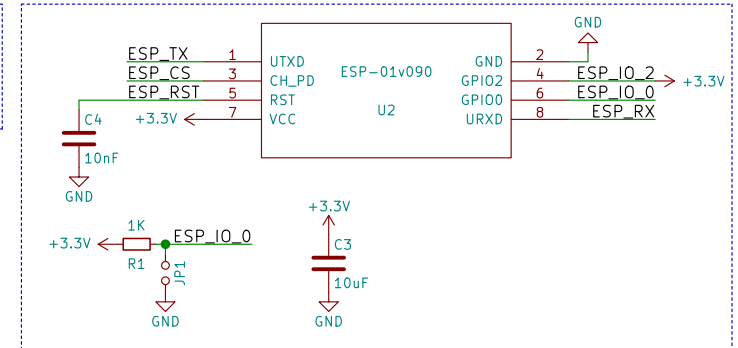 GND
ESP_TX 1 UTXD GND 2
ESP_CS 3 CH_PD ESP-01v090 GPIO2 4 ESP_IO_2 +3.3V
ESP_RST 5 RST GPIO0 6 ESP_IO_0
C4 +3.3V 7 VCC U2 URXD 8 ESP_RX
10nF
GND
+3.3V
1K ESP_IO_0
+3.3V C3
R1 JP1
10uF
GND GND